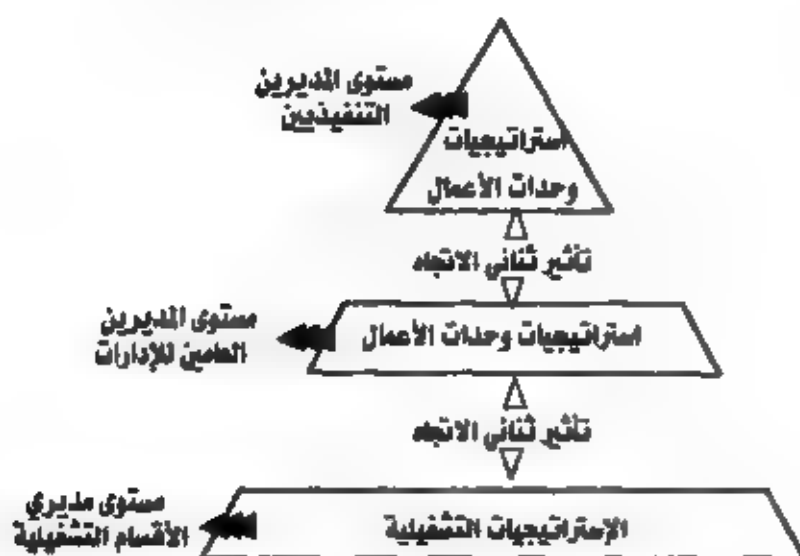 مستوى المديرين
التنفيذيين
استراتيجيات
وحدات الأعمال
تأثير ثنائي الاتجاه
مستوى المديرين
العامين للإدارات
استراتيجيات وحدات الأعمال
تأثير ثنائي الاتجاه
مستوى مديري
الأقسام التشغيلية
الإستراتيجيات التشغيلية